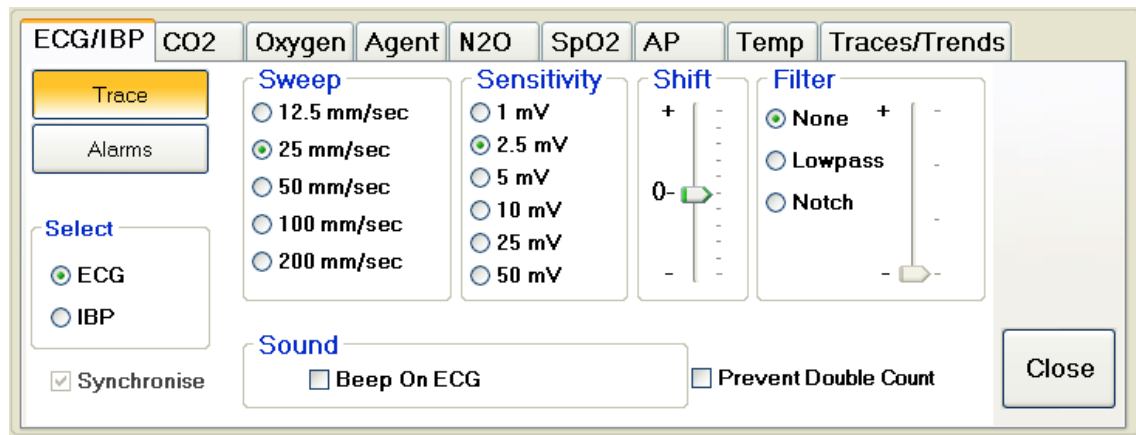 ECG/IBP CO2 Oxygen Agent N2O SpO2 AP Temp Traces/Trends
Trace
Alarms
Select
ECG
IBP
Synchronise
Sweep
12.5 mm/sec
25 mm/sec
50 mm/sec
100 mm/sec
200 mm/sec
Sensitivity
1 mV
2.5 mV
5 mV
10 mV
25 mV
50 mV
Shift
+
0-
-
Filter
None
Lowpass
Notch
+
-
Sound
Beep On ECG
Prevent Double Count
Close